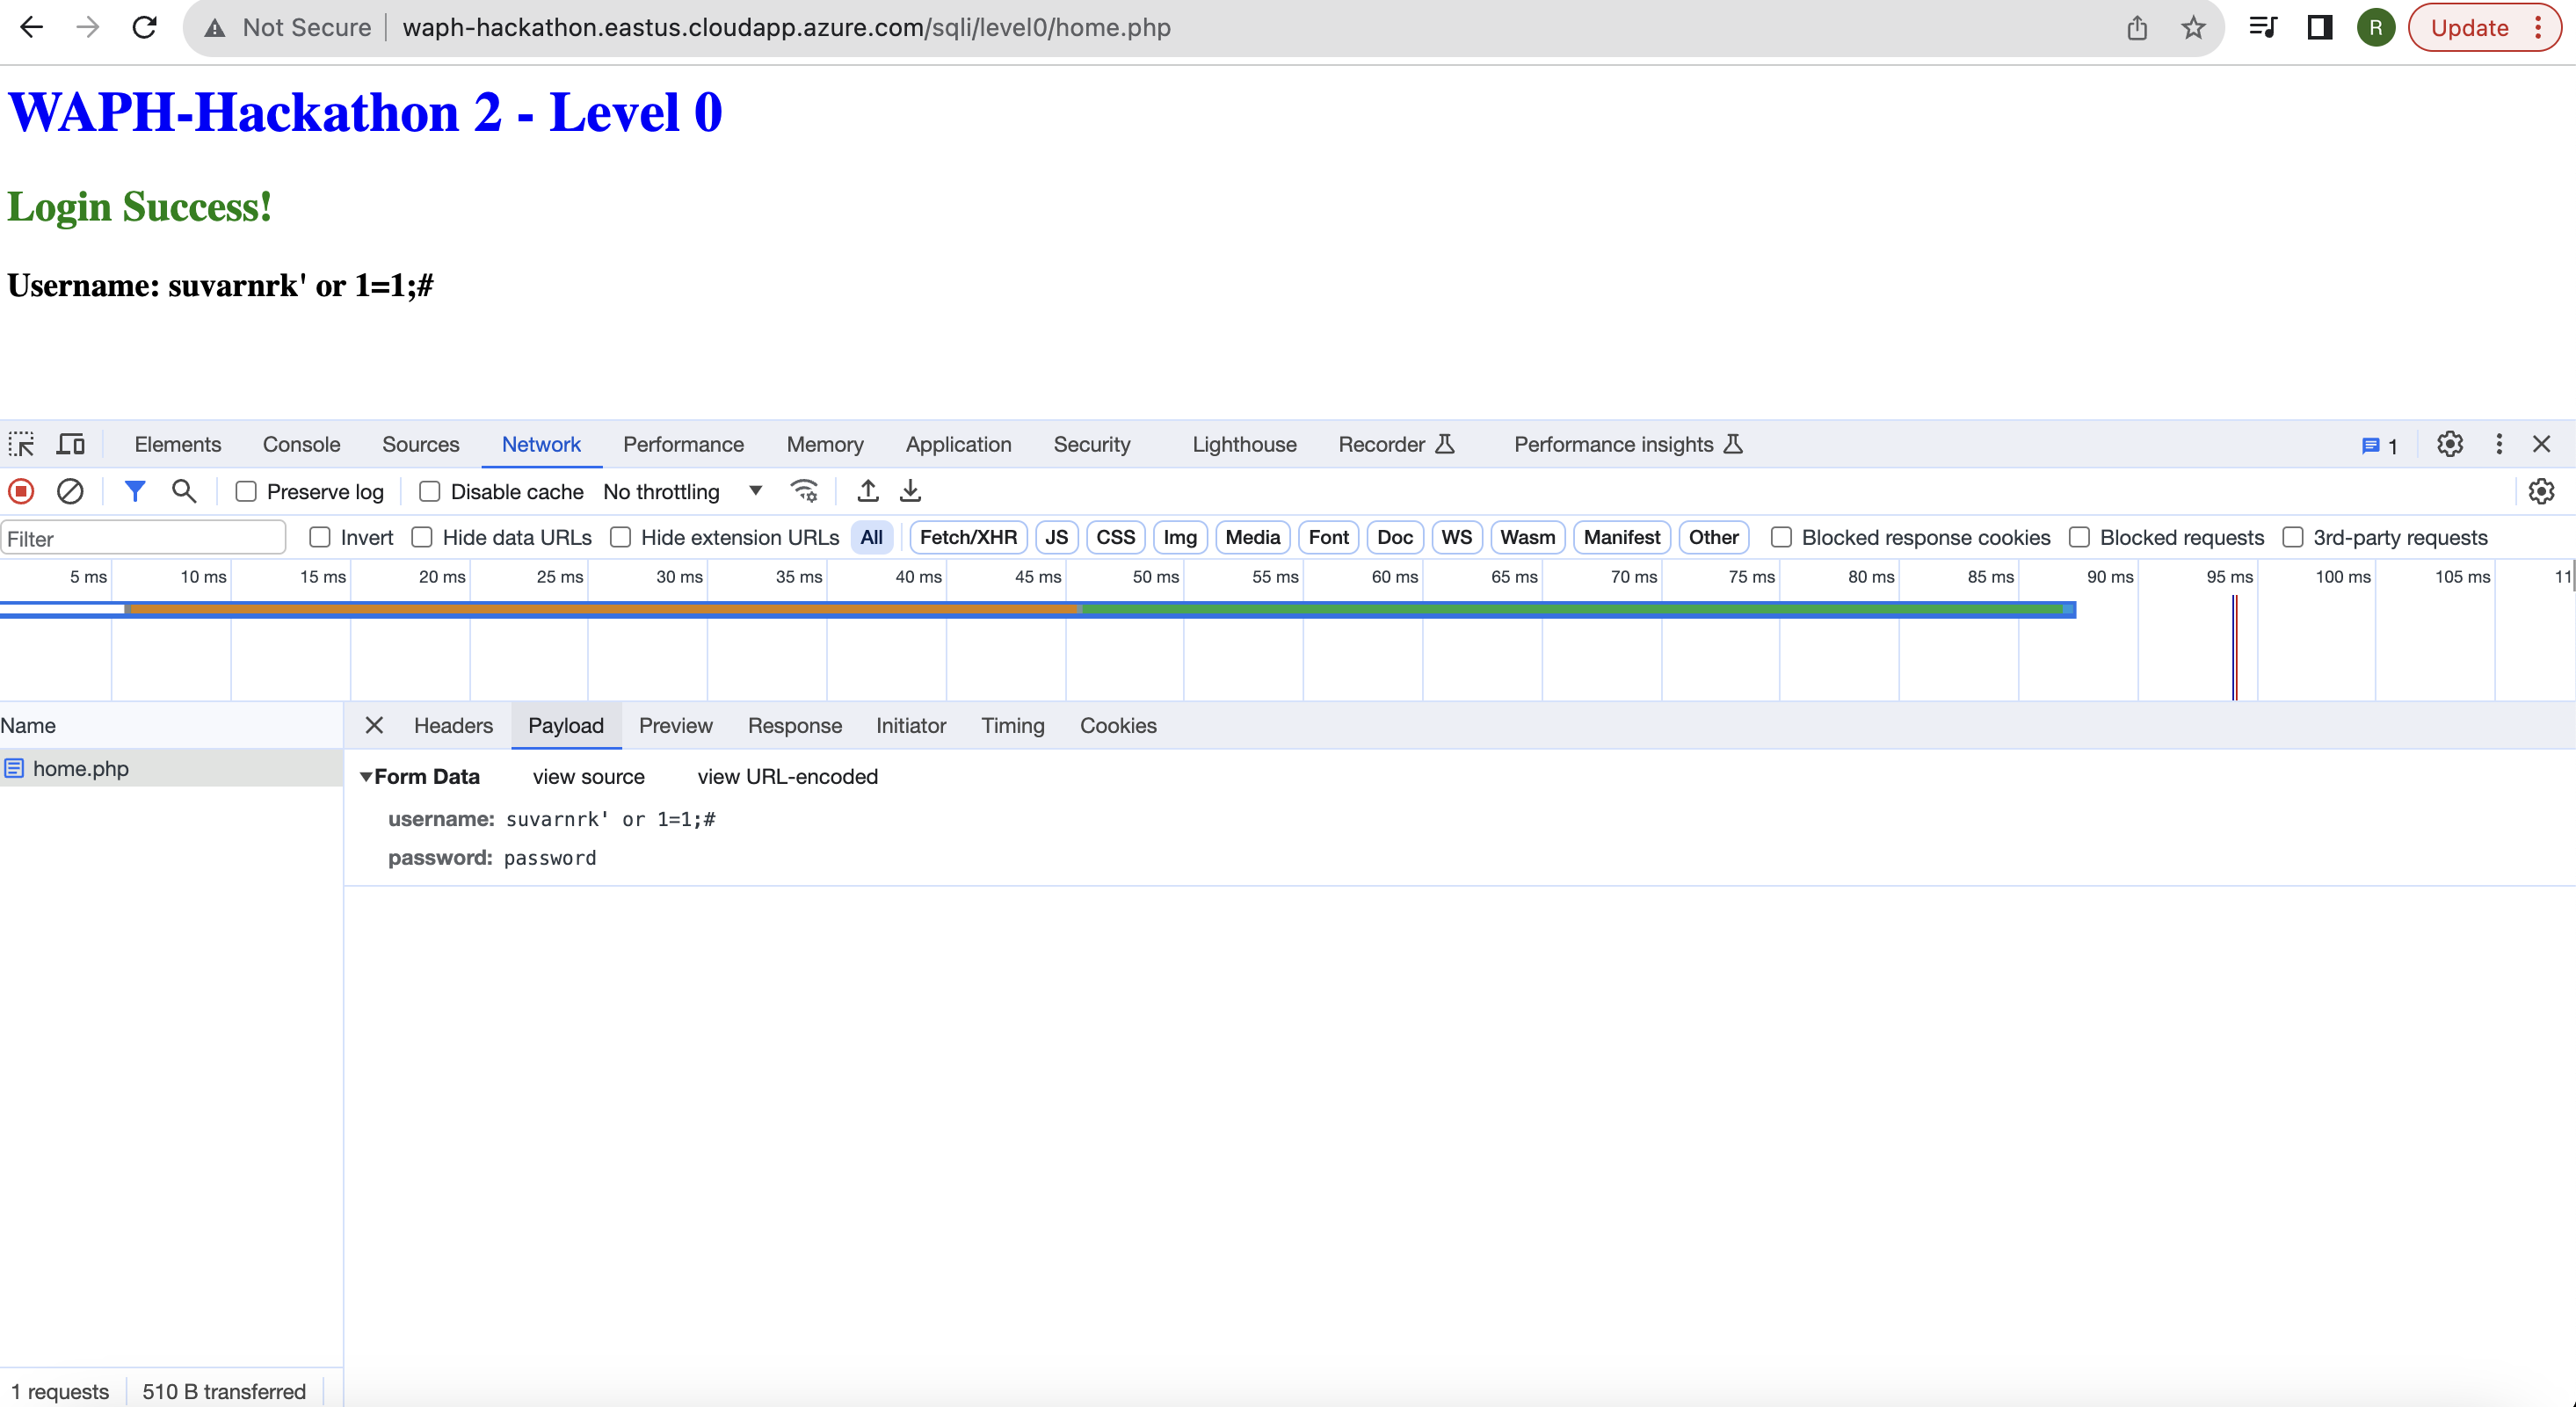 Not Secure waph-hackathon.eastus.cloudapp.azure.com/sqli/level0/home.php R Update
WAPH-Hackathon 2 - Level 0
Login Success!
Username: suvarnrk' or 1=1;#
Elements Console Sources Network Performance Memory Application Security Lighthouse Recorder Performance insights 1
Preserve log Disable cache No throttling
Filter Invert Hide data URLs Hide extension URLs All Fetch/XHR JS CSS Img Media Font Doc WS Wasm Manifest Other Blocked response cookies Blocked requests 3rd-party requests
5 ms 10 ms 15 ms 20 ms 25 ms 30 ms 35 ms 40 ms 45 ms 50 ms 55 ms 60 ms 65 ms 70 ms 75 ms 80 ms 85 ms 90 ms 95 ms 100 ms 105 ms 11
Name Headers Payload Preview Response Initiator Timing Cookies
home.php Form Data view source view URL-encoded
username: suvarnrk' or 1=1;#
password: password
1 requests 510 B transferred